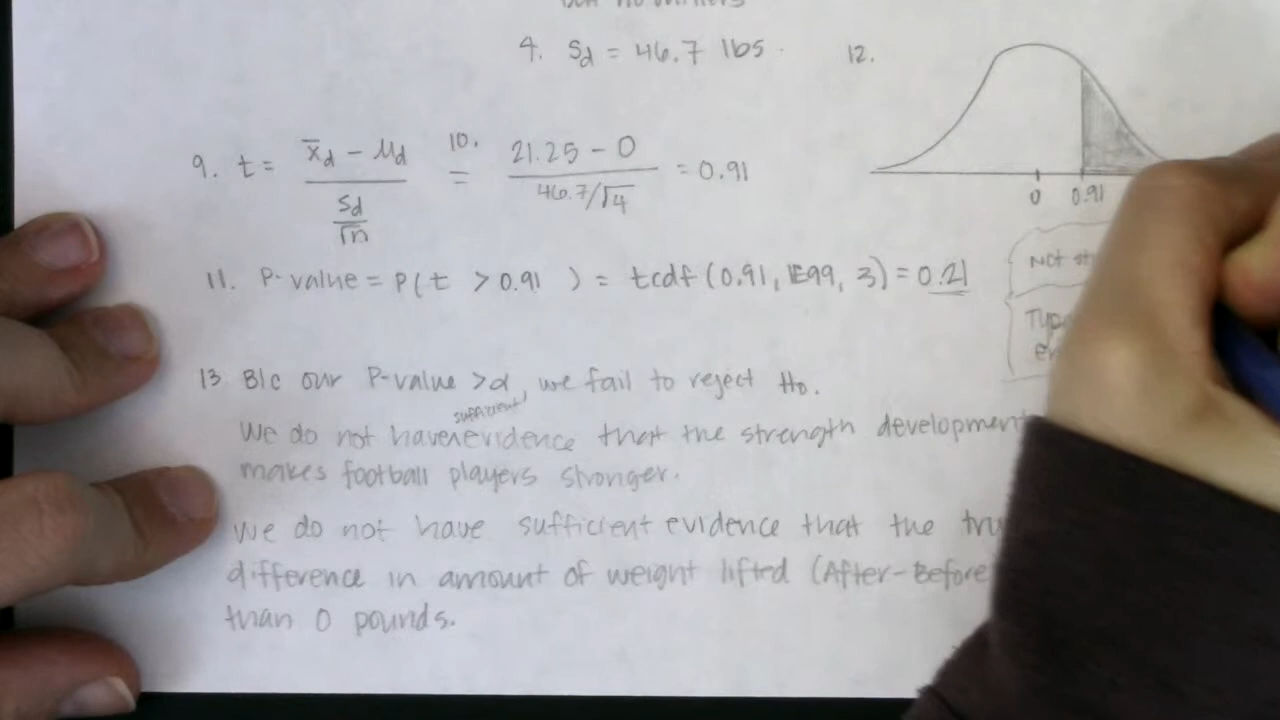 4. Sd = 46.7 lbs.
12.
9. t = x̄d - μd / Sd/√n 10. = 21.25 - 0 / 46.7/√4 = 0.91
0 0.91
11. P-value = P(t > 0.91 ) = tcdf(0.91, 1E99, 3) = 0.21
Not
13 B/c our P-value > α, we fail to reject Ho.
We do not have sufficient evidence that the strength development
makes football players stronger.
We do not have sufficient evidence that the
difference in amount of weight lifted (After-Before
than 0 pounds.